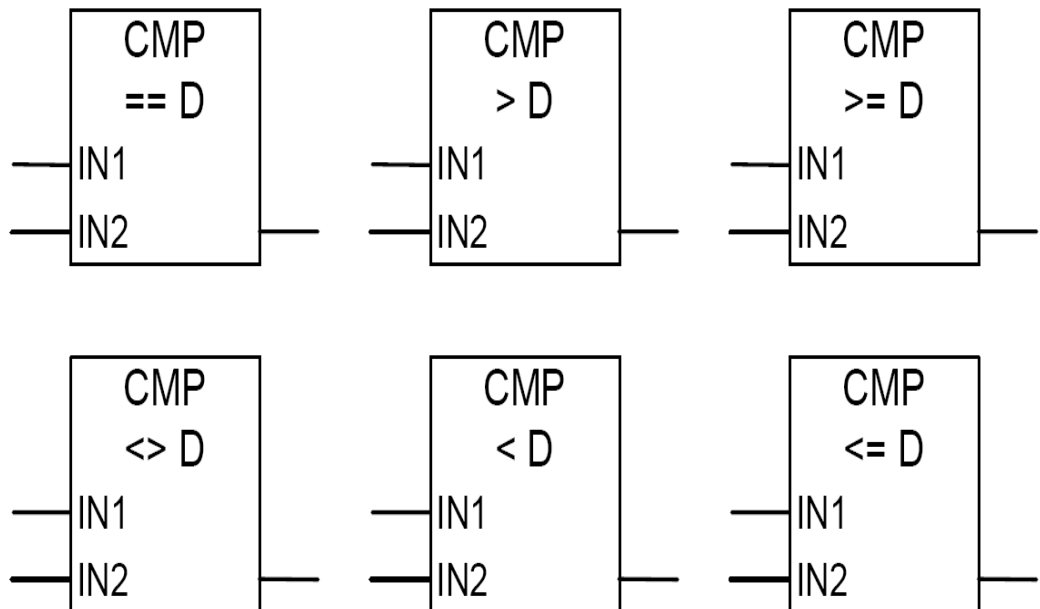 CMP
== D
IN1
IN2
CMP
> D
IN1
IN2
CMP
>= D
IN1
IN2
CMP
<> D
IN1
IN2
CMP
< D
IN1
IN2
CMP
<= D
IN1
IN2